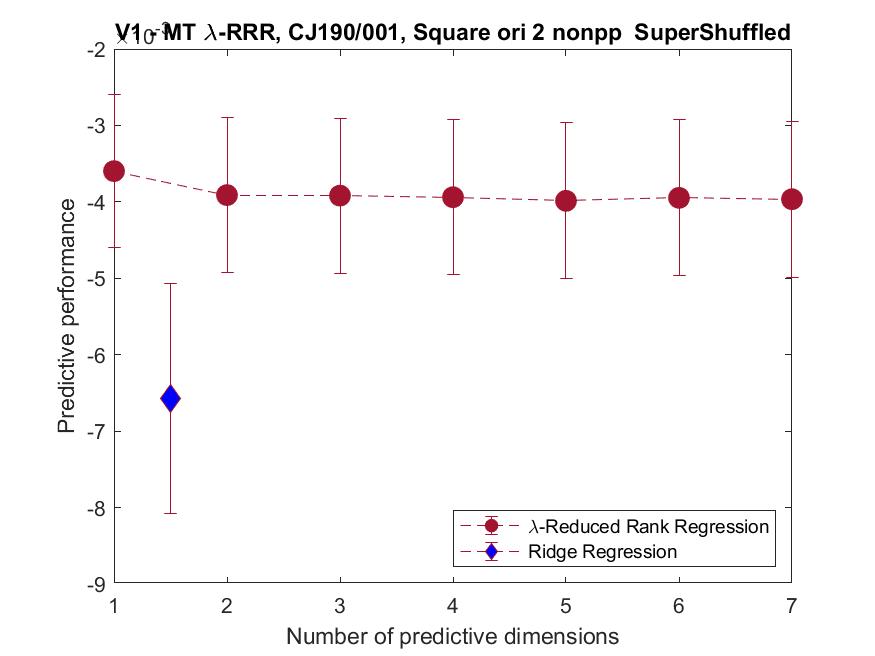 V1 - MT λ-RRR, CJ190/001, Square ori 2 nonpp SuperShuffled
×10-3
-2
-3
-4
-5
-6
-7
-8
-9
Predictive performance
λ-Reduced Rank Regression
Ridge Regression
1 2 3 4 5 6 7
Number of predictive dimensions